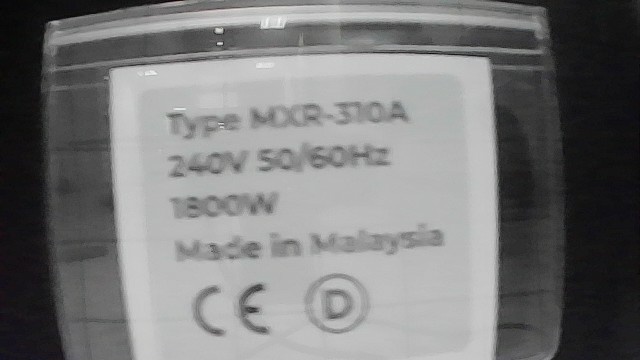 Type MXR-310A
240V 50/60Hz
1800W
Made in Malaysia
CE D